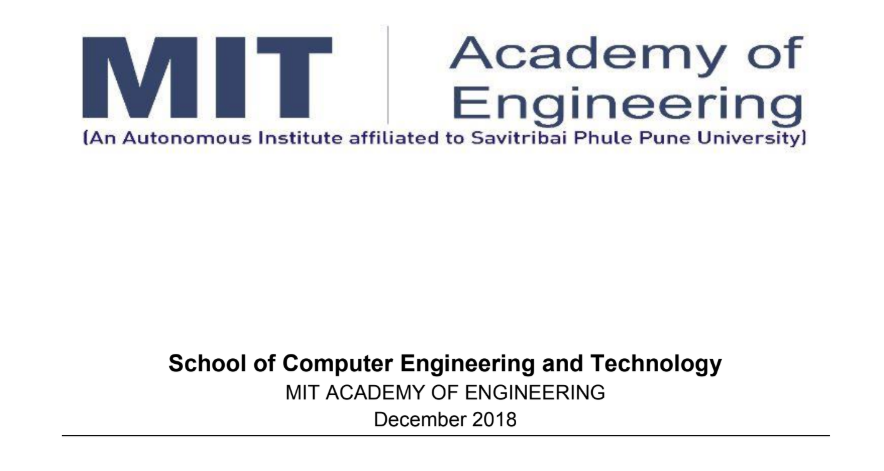 MIT
Academy of
Engineering
(An Autonomous Institute affiliated to Savitribai Phule Pune University)
School of Computer Engineering and Technology
MIT ACADEMY OF ENGINEERING
December 2018